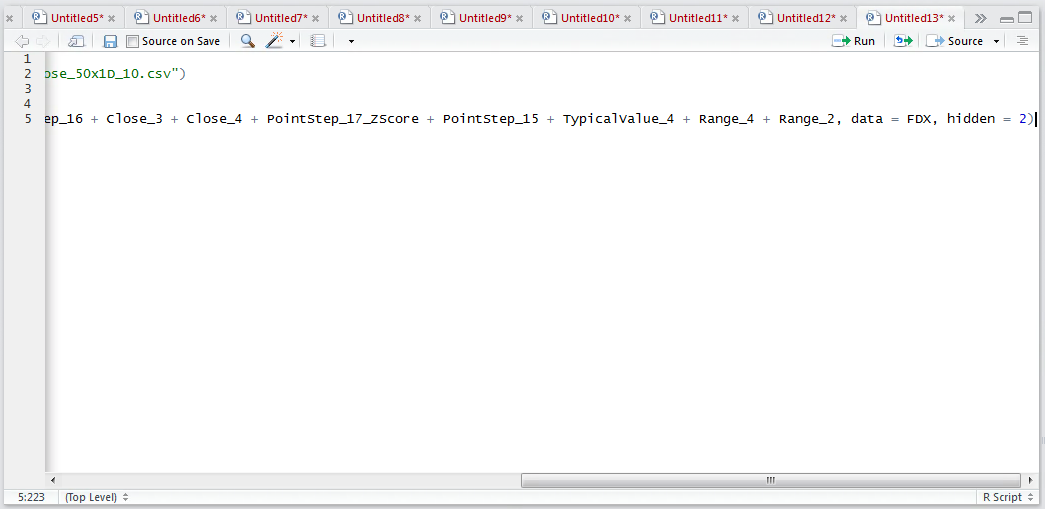 Untitled5* Untitled6* Untitled7* Untitled8* Untitled9* Untitled10* Untitled11* Untitled12* Untitled13*
Source on Save Run Source
1
2 ose_50x1D_10.csv")
3
4
5 ep_16 + Close_3 + Close_4 + PointStep_17_ZScore + PointStep_15 + TypicalValue_4 + Range_4 + Range_2, data = FDX, hidden = 2)
5:223 (Top Level) R Script